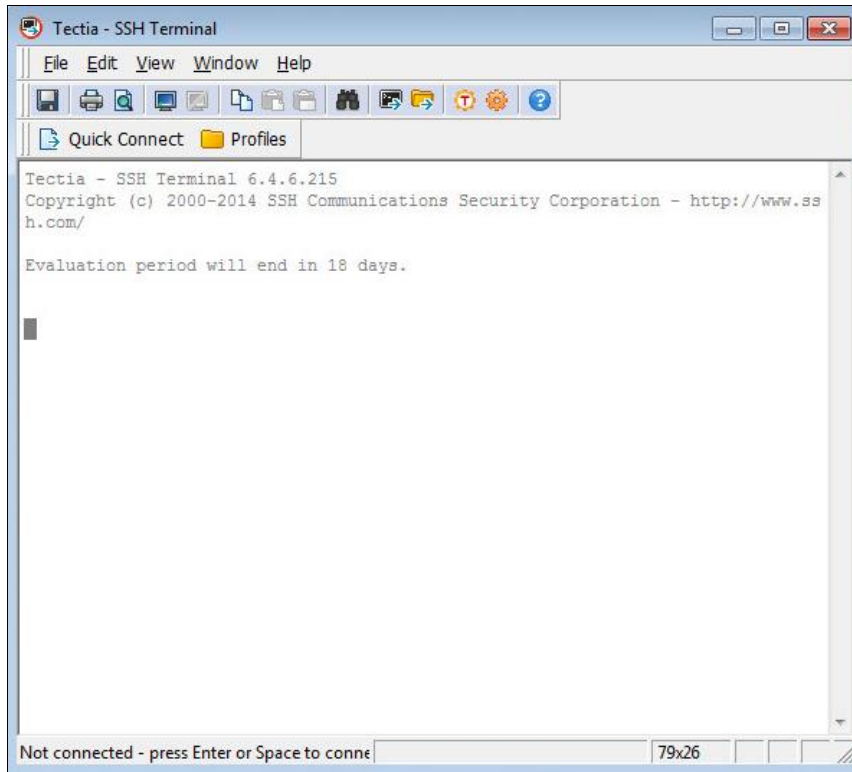 Tectia - SSH Terminal
File Edit View Window Help
Quick Connect Profiles
Tectia - SSH Terminal 6.4.6.215
Copyright (c) 2000-2014 SSH Communications Security Corporation - http://www.ss
h.com/
Evaluation period will end in 18 days.
Not connected - press Enter or Space to conne
79x26